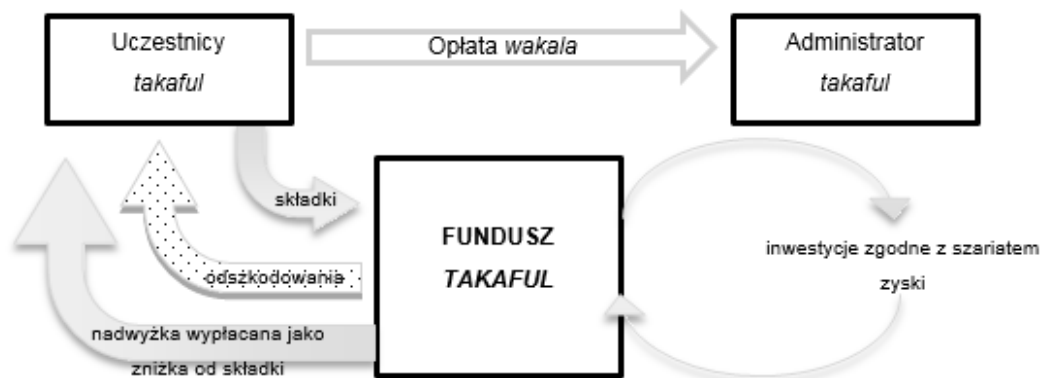 Uczestnicy
takaful
Opłata wakala
Administrator
takaful
składki
FUNDUSZ
TAKAFUL
inwestycje zgodne z szariatem
zyski
odszkodowania
nadwyżka wypłacana jako
zniżka od składki